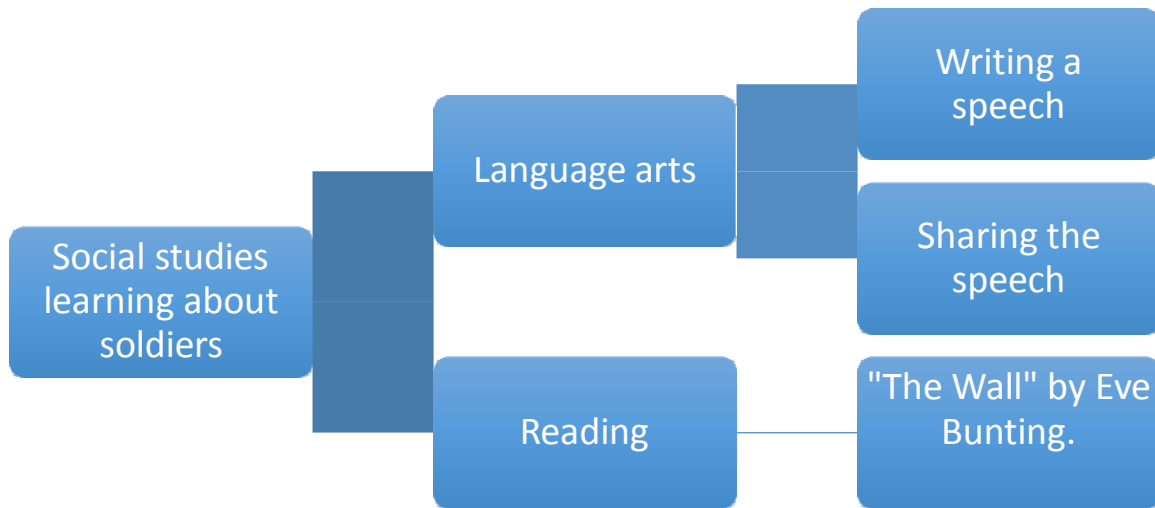 Social studies
learning about
soldiers
Language arts
Writing a
speech
Sharing the
speech
Reading
"The Wall" by Eve
Bunting.